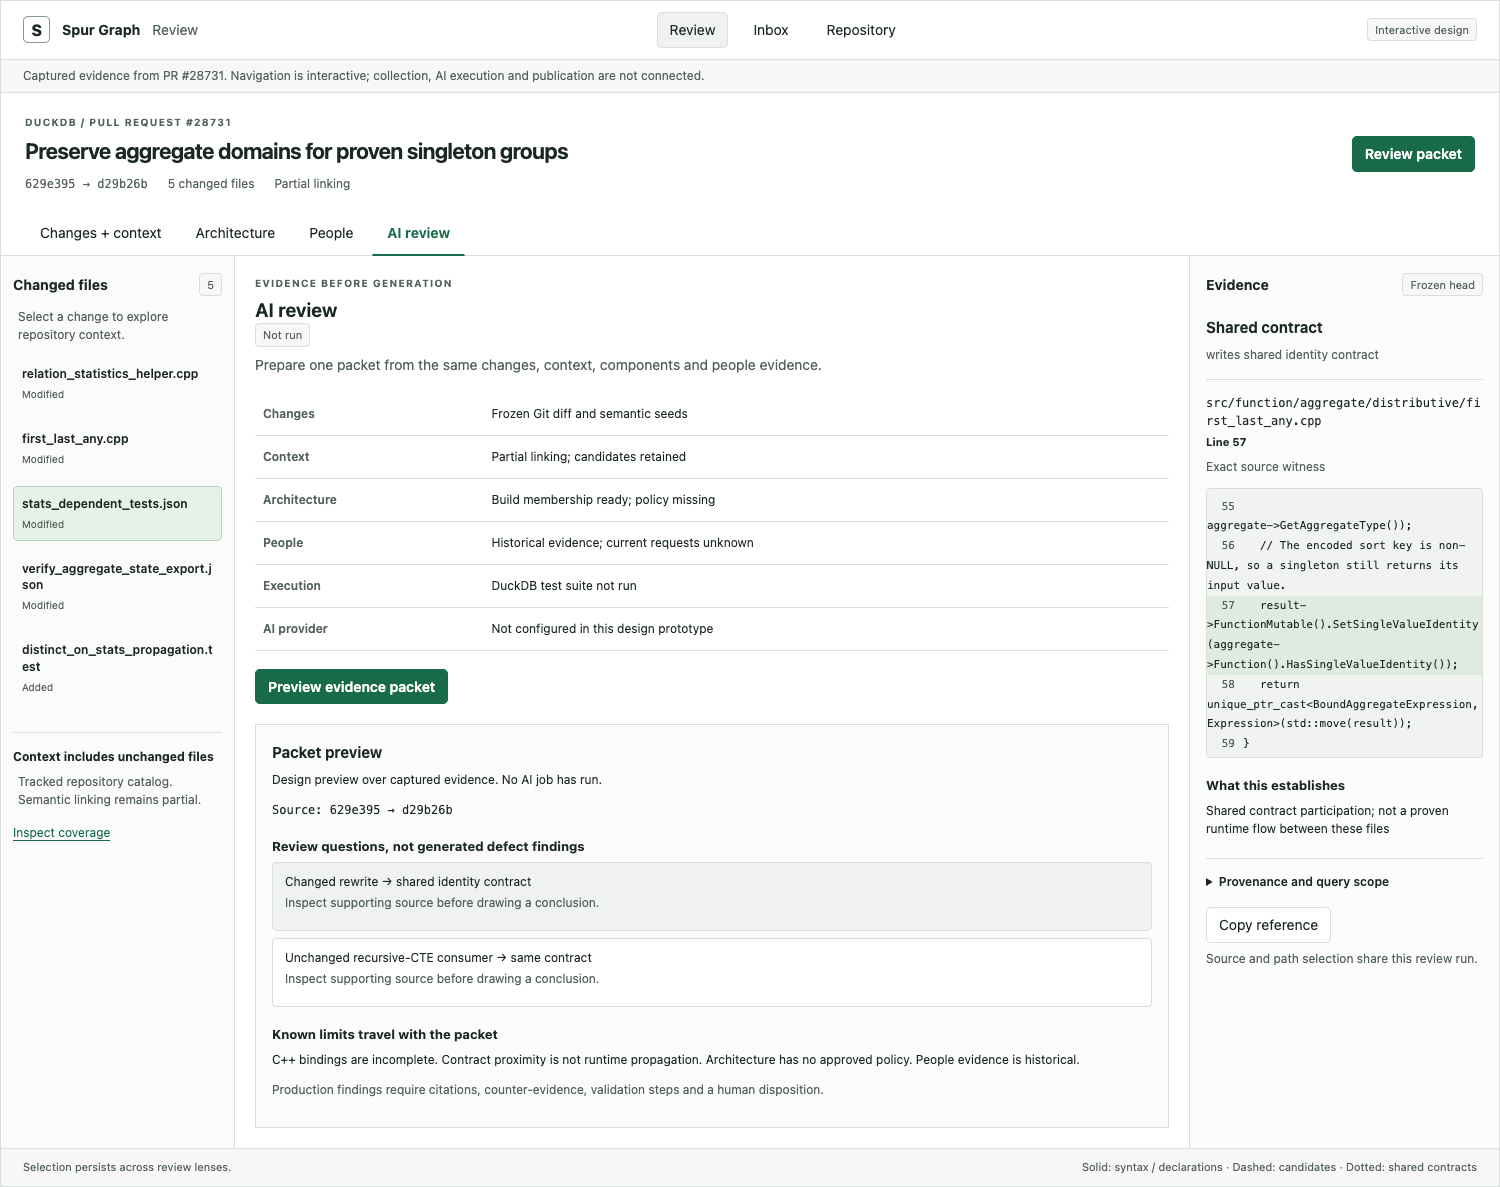 S Spur Graph Review
Review Inbox Repository
Interactive design
Captured evidence from PR #28731. Navigation is interactive; collection, AI execution and publication are not connected.
DUCKDB / PULL REQUEST #28731
Preserve aggregate domains for proven singleton groups
Review packet
629e395 → d29b26b 5 changed files Partial linking
Changes + context Architecture People AI review
Changed files 5
Select a change to explore
repository context.
relation_statistics_helper.cpp
Modified
first_last_any.cpp
Modified
stats_dependent_tests.json
Modified
verify_aggregate_state_export.j
son
Modified
distinct_on_stats_propagation.t
est
Added
Context includes unchanged files
Tracked repository catalog.
Semantic linking remains partial.
Inspect coverage
EVIDENCE BEFORE GENERATION
AI review
Not run
Prepare one packet from the same changes, context, components and people evidence.
Changes Frozen Git diff and semantic seeds
Context Partial linking; candidates retained
Architecture Build membership ready; policy missing
People Historical evidence; current requests unknown
Execution DuckDB test suite not run
AI provider Not configured in this design prototype
Preview evidence packet
Packet preview
Design preview over captured evidence. No AI job has run.
Source: 629e395 → d29b26b
Review questions, not generated defect findings
Changed rewrite → shared identity contract
Inspect supporting source before drawing a conclusion.
Unchanged recursive-CTE consumer → same contract
Inspect supporting source before drawing a conclusion.
Known limits travel with the packet
C++ bindings are incomplete. Contract proximity is not runtime propagation. Architecture has no approved policy. People evidence is historical.
Production findings require citations, counter-evidence, validation steps and a human disposition.
Evidence Frozen head
Shared contract
writes shared identity contract
src/function/aggregate/distributive/fi
rst_last_any.cpp
Line 57
Exact source witness
55
aggregate->GetAggregateType());
56 // The encoded sort key is non-
NULL, so a singleton still returns its
input value.
57 result-
>FunctionMutable().SetSingleValueIdentity
(aggregate-
>Function().HasSingleValueIdentity());
58 return
unique_ptr_cast<BoundAggregateExpression,
Expression>(std::move(result));
59 }
What this establishes
Shared contract participation; not a proven
runtime flow between these files
▶ Provenance and query scope
Copy reference
Source and path selection share this review run.
Selection persists across review lenses.
Solid: syntax / declarations · Dashed: candidates · Dotted: shared contracts